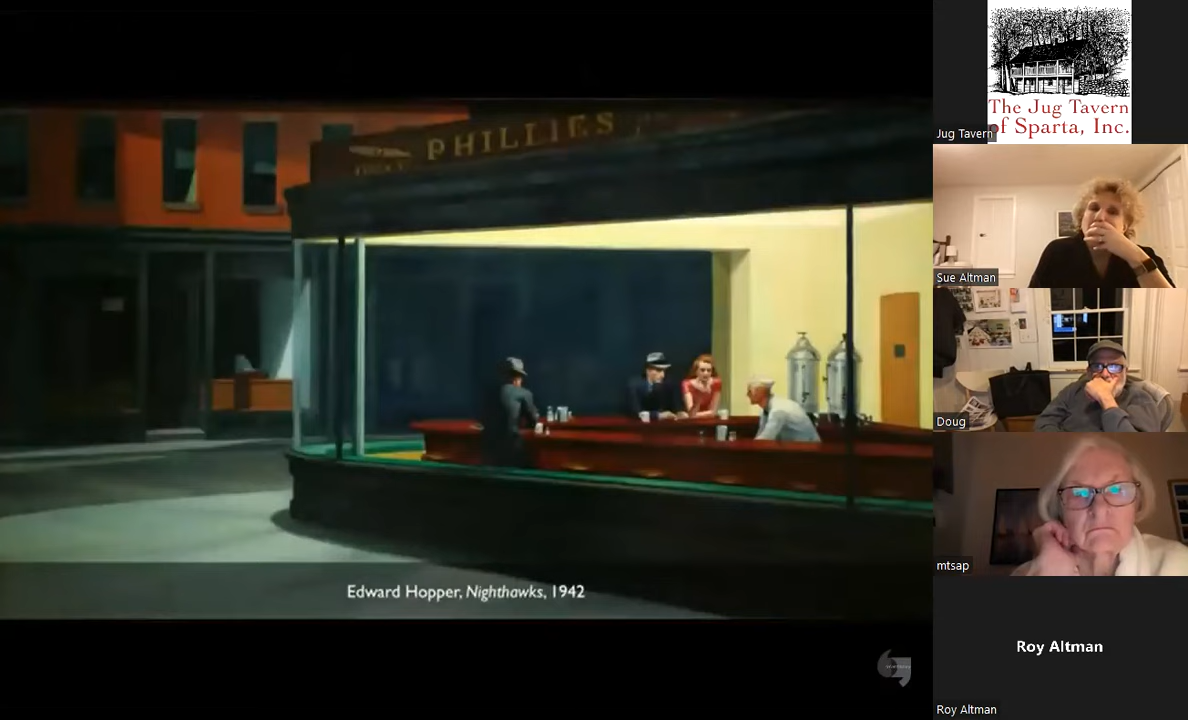 PHILLIES
Edward Hopper, Nighthawks, 1942
The Jug Tavern
of Sparta, Inc.
Jug Tavern
Sue Altman
Doug
mtsap
Roy Altman
Roy Altman